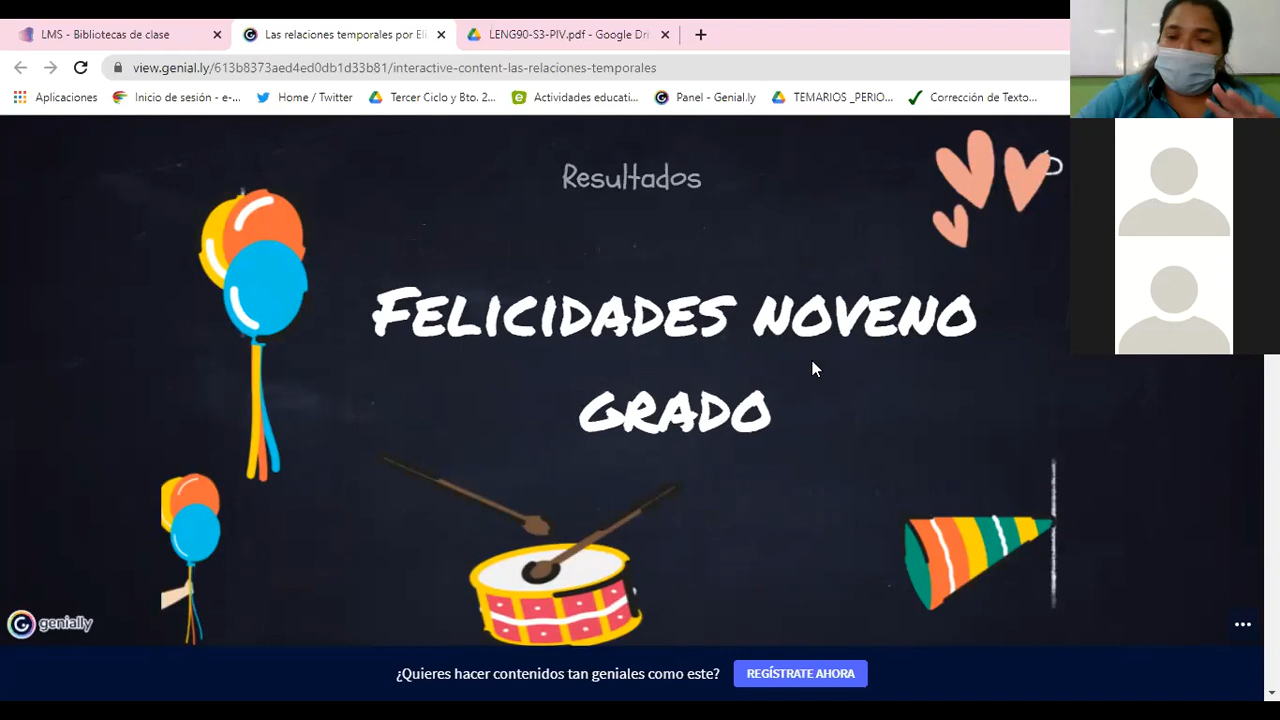 LMS - Bibliotecas de clase
Las relaciones temporales por Eli
LENG90-S3-PIV.pdf - Google Dri
view.genial.ly/613b8373aed4ed0db1d33b81/interactive-content-las-relaciones-temporales
Aplicaciones
Inicio de sesión - e-...
Home / Twitter
Tercer Ciclo y Bto. 2...
Actividades educati...
Panel - Genial.ly
TEMARIOS _PERIO...
Corrección de Texto...
Resultados
FELICIDADES NOVENO
GRADO
genially
¿Quieres hacer contenidos tan geniales como este?
REGÍSTRATE AHORA